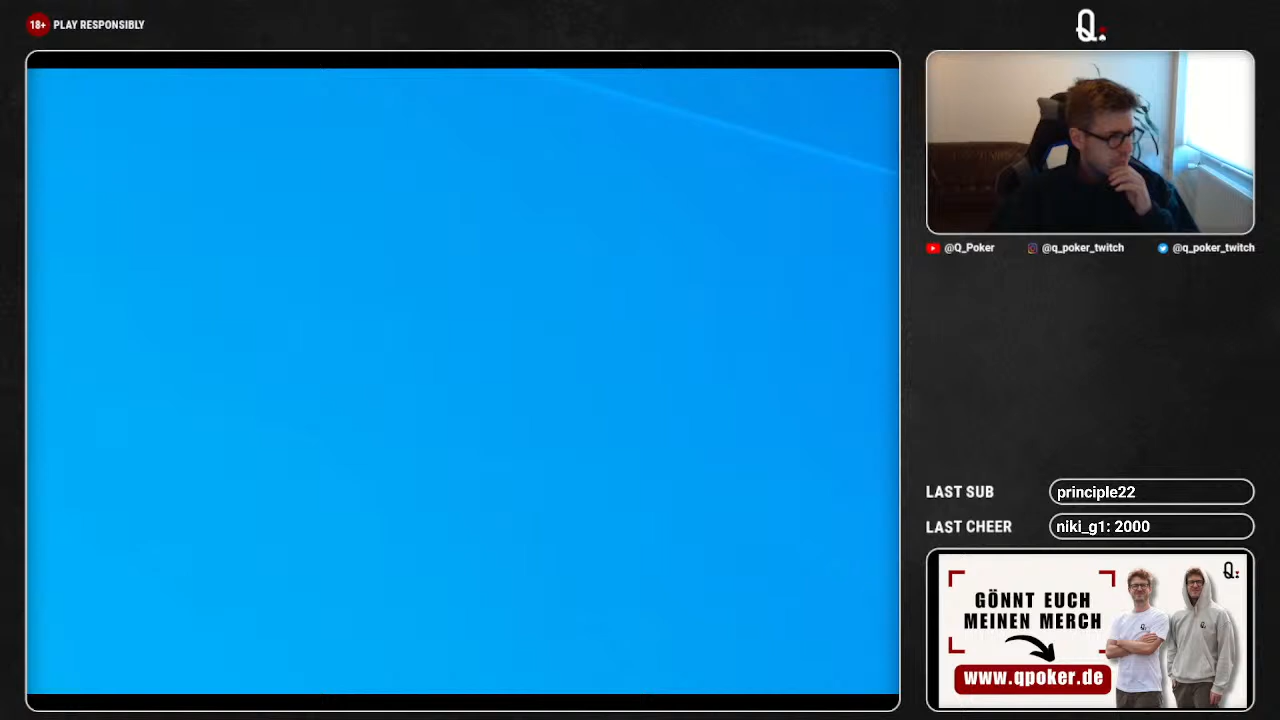 18+ PLAY RESPONSIBLY
Q
@Q_Poker @q_poker_twitch @q_poker_twitch
LAST SUB principle22
LAST CHEER niki_g1: 2000
Q
GÖNNT EUCH
MEINEN MERCH
www.qpoker.de